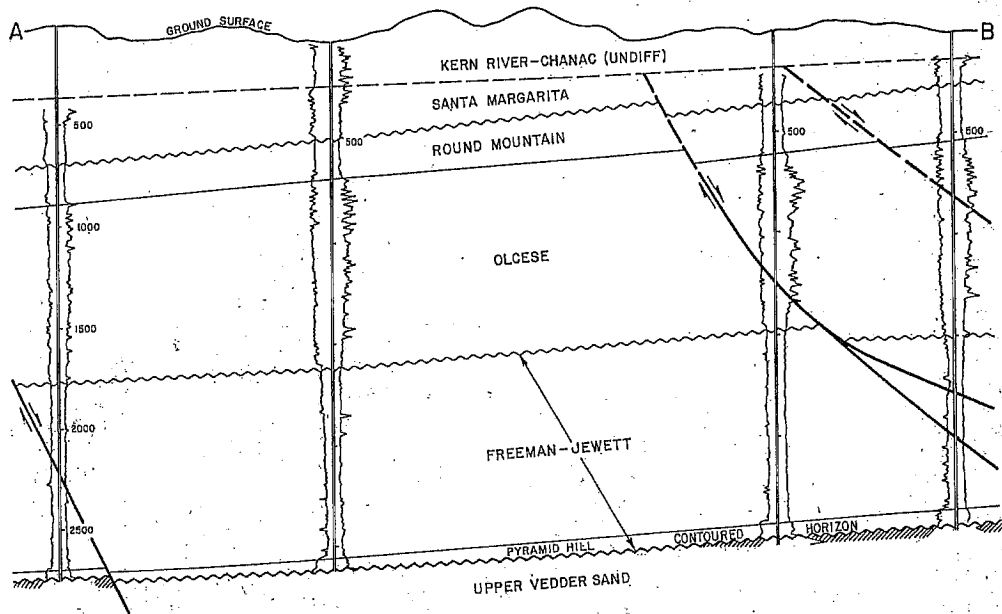 A
B
GROUND SURFACE
KERN RIVER–CHANAC (UNDIFF)
SANTA MARGARITA
500
500
500
500
ROUND MOUNTAIN
1000
OLCESE
1500
2000
FREEMAN–JEWETT
2500
PYRAMID HILL
CONTOURED
HORIZON
UPPER VEDDER SAND